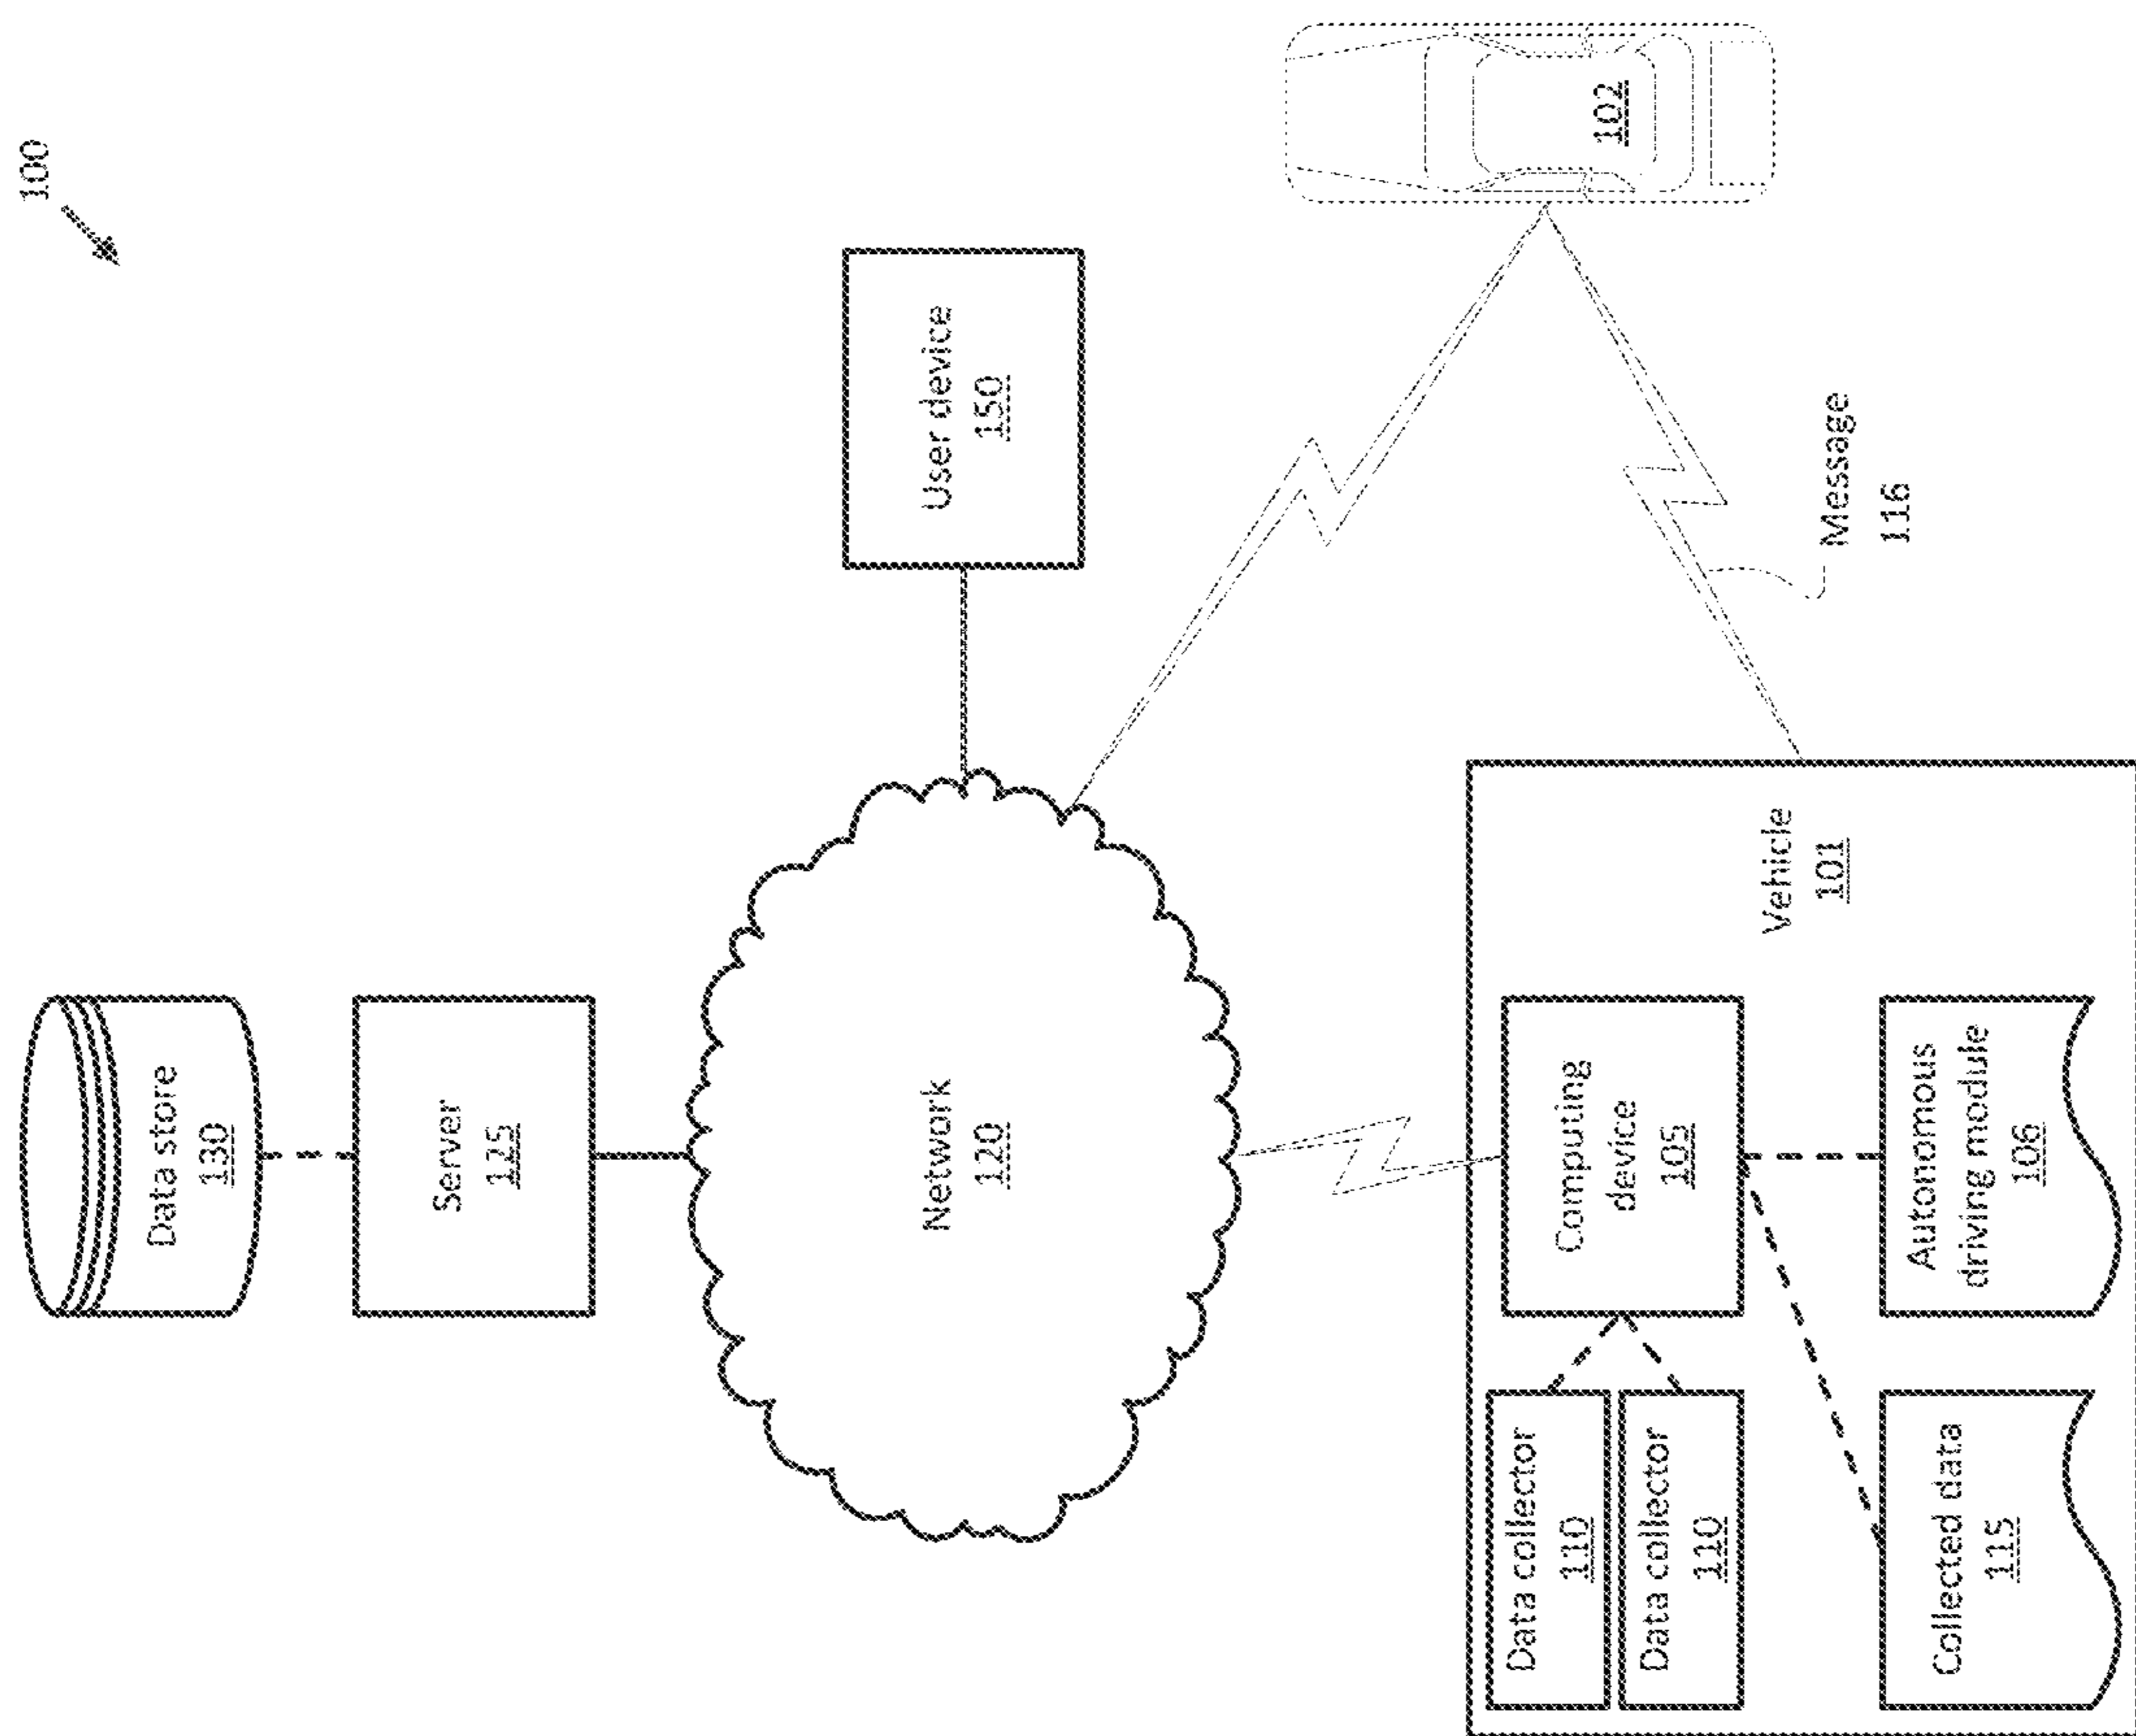 100
Data store
130
Server
125
Network
120
User device
150
102
Message
116
Vehicle
101
Computing
device
105
Data collector
110
Data collector
110
Collected data
115
Autonomous
driving module
106